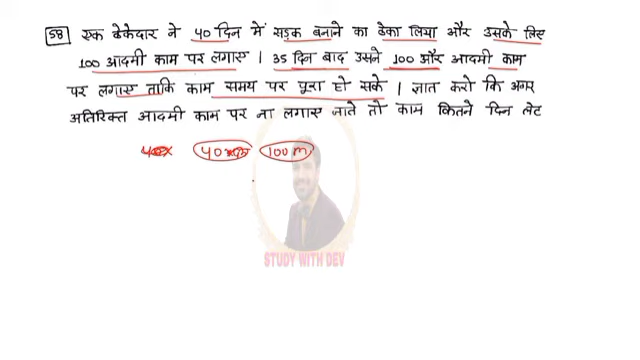 58 एक ठेकेदार ने 40 दिन में सड़क बनाने का ठेका लिया और उसके लिए
100 आदमी काम पर लगाए । 35 दिन बाद उसने 100 और आदमी काम
पर लगाए ताकि काम समय पर पूरा हो सके । ज्ञात करो कि अगर
अतिरिक्त आदमी काम पर ना लगाए जाते तो काम कितने दिन लेट
40 100 m
STUDY WITH DEV